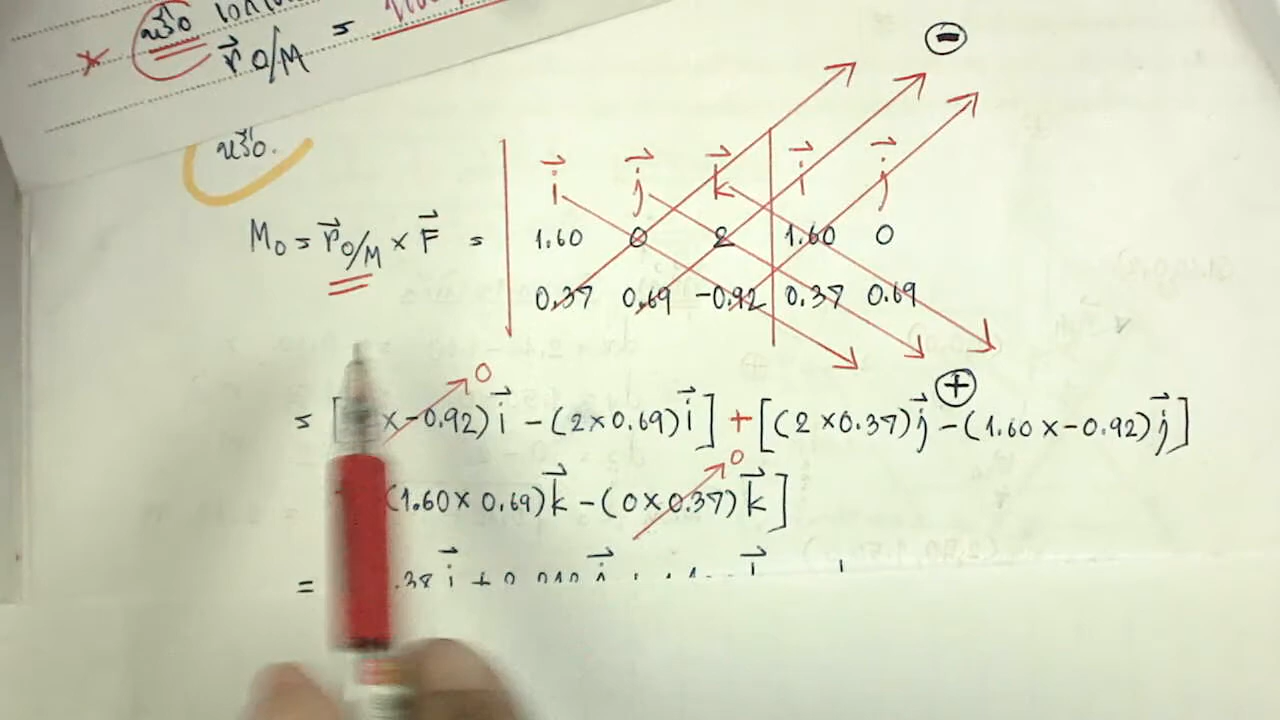 หรือ
r⃗ O/M =
หรือ.
M₀ = r⃗O/M × F⃗ = | i⃗ j⃗ k⃗ | i⃗ j⃗
1.60 0 2 1.60 0
0.37 0.69 -0.92 0.37 0.69
- +
= [ × -0.92) i⃗ - (2 × 0.69) i⃗ ] + [(2 × 0.37) j⃗ - (1.60 × -0.92) j⃗ ]
0
(1.60 × 0.69) k⃗ - (0 × 0.37) k⃗ ]
0
= .38 i⃗ +